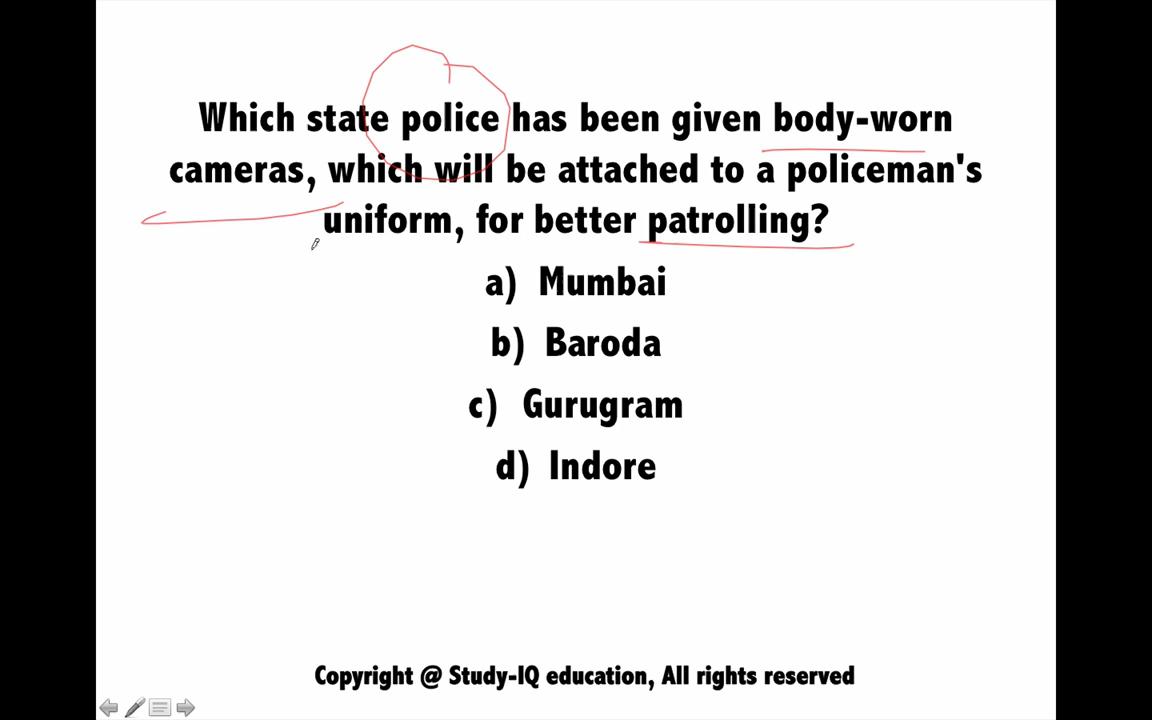 Which state police has been given body-worn
cameras, which will be attached to a policeman's
uniform, for better patrolling?
a) Mumbai
b) Baroda
c) Gurugram
d) Indore
Copyright @ Study-IQ education, All rights reserved